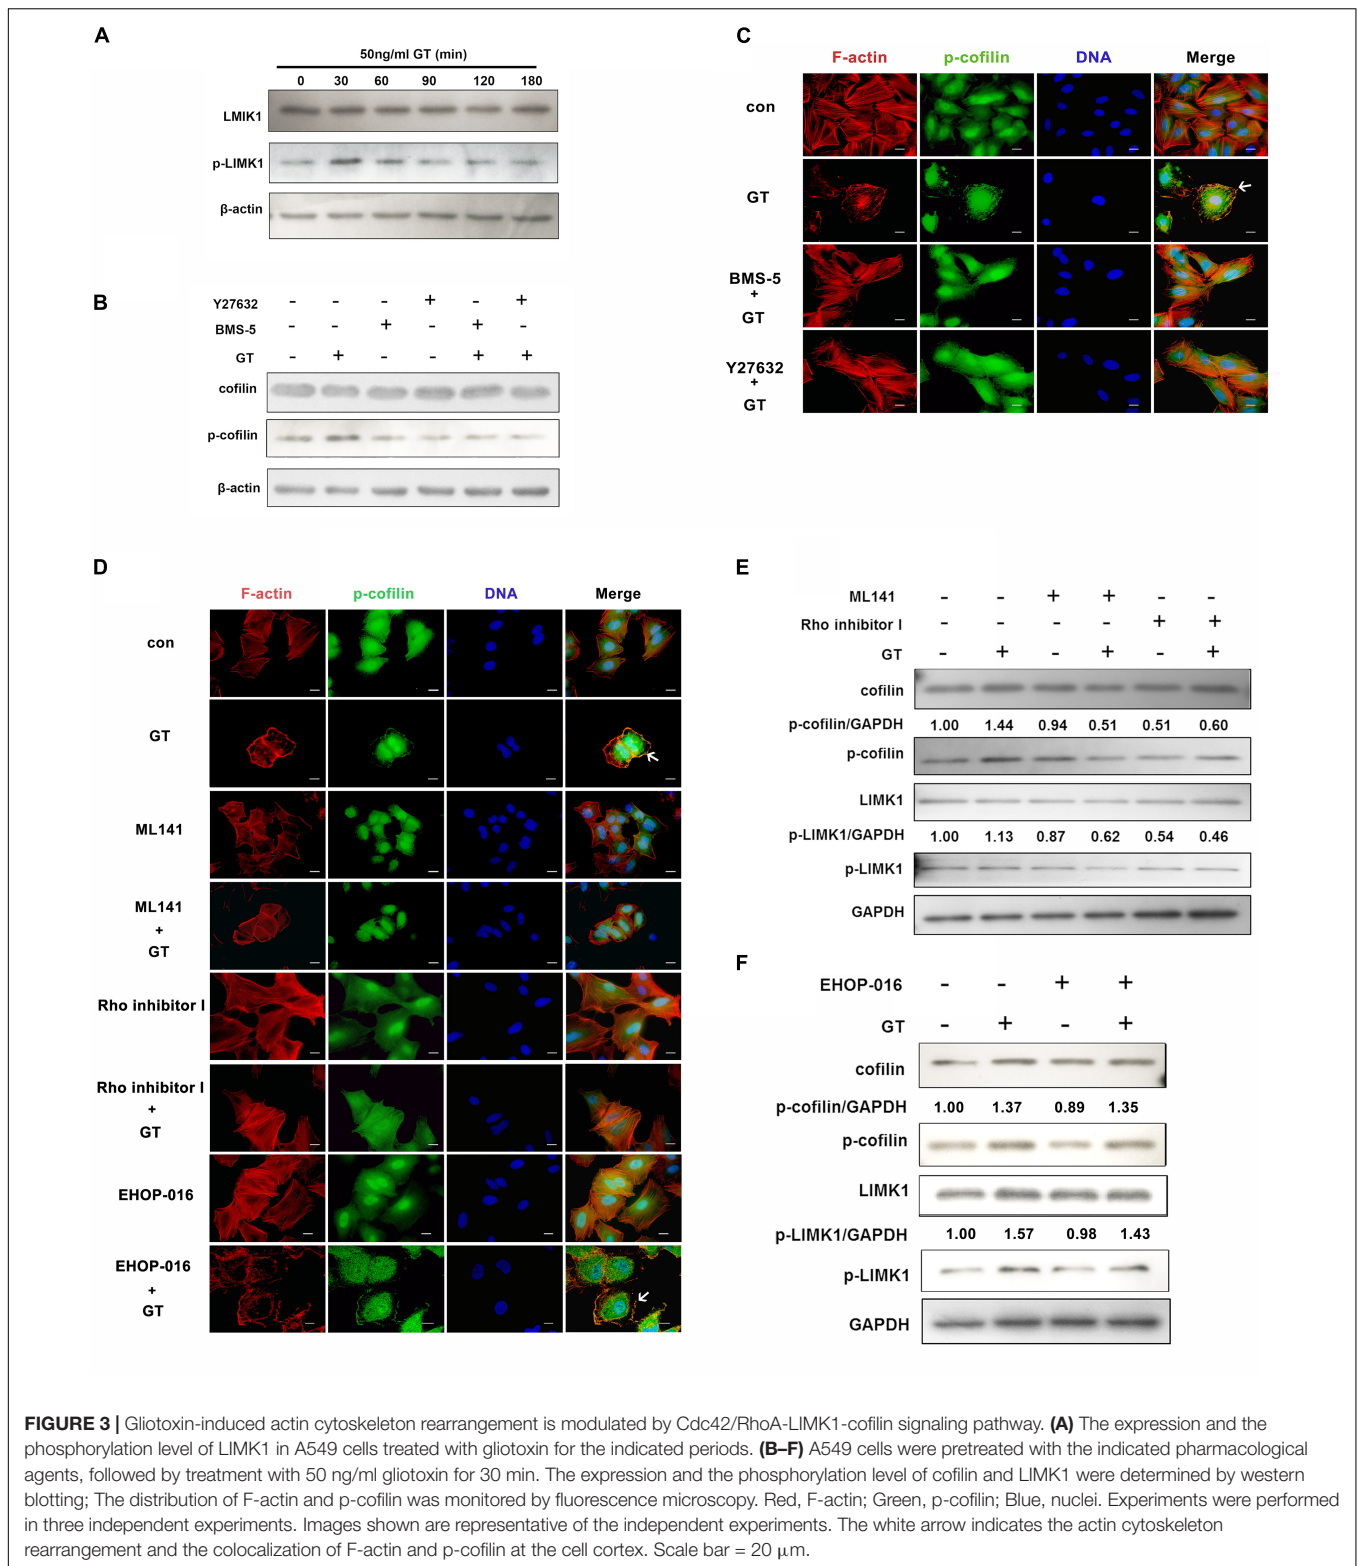 A
50ng/ml GT (min)
0 30 60 90 120 180
LMIK1
p-LIMK1
β-actin
B
Y27632 - - - + - +
BMS-5 - - + - + -
GT - + - - + +
cofilin
p-cofilin
β-actin
C
F-actin p-cofilin DNA Merge
con
GT
BMS-5
+
GT
Y27632
+
GT
D
F-actin p-cofilin DNA Merge
con
GT
ML141
ML141
+
GT
Rho inhibitor I
Rho inhibitor I
+
GT
EHOP-016
EHOP-016
+
GT
E
ML141 - - + + - -
Rho inhibitor I - - - - + +
GT - + - + - +
cofilin
p-cofilin/GAPDH 1.00 1.44 0.94 0.51 0.51 0.60
p-cofilin
LIMK1
p-LIMK1/GAPDH 1.00 1.13 0.87 0.62 0.54 0.46
p-LIMK1
GAPDH
F
EHOP-016 - - + +
GT - + - +
cofilin
p-cofilin/GAPDH 1.00 1.37 0.89 1.35
p-cofilin
LIMK1
p-LIMK1/GAPDH 1.00 1.57 0.98 1.43
p-LIMK1
GAPDH
FIGURE 3 | Gliotoxin-induced actin cytoskeleton rearrangement is modulated by Cdc42/RhoA-LIMK1-cofilin signaling pathway. (A) The expression and the
phosphorylation level of LIMK1 in A549 cells treated with gliotoxin for the indicated periods. (B–F) A549 cells were pretreated with the indicated pharmacological
agents, followed by treatment with 50 ng/ml gliotoxin for 30 min. The expression and the phosphorylation level of cofilin and LIMK1 were determined by western
blotting; The distribution of F-actin and p-cofilin was monitored by fluorescence microscopy. Red, F-actin; Green, p-cofilin; Blue, nuclei. Experiments were performed
in three independent experiments. Images shown are representative of the independent experiments. The white arrow indicates the actin cytoskeleton
rearrangement and the colocalization of F-actin and p-cofilin at the cell cortex. Scale bar = 20 μm.